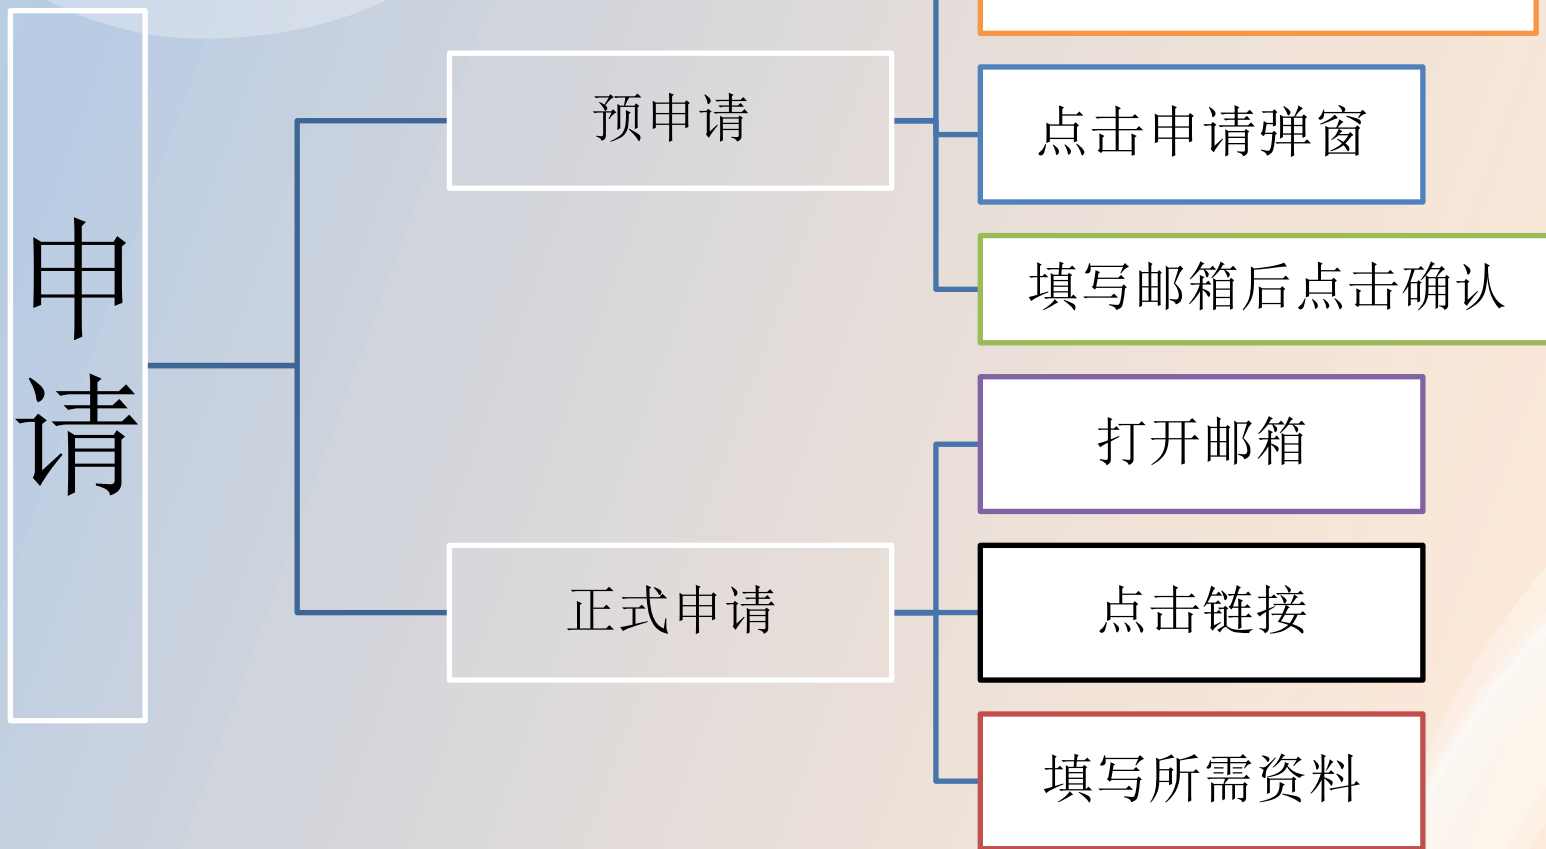 申请
预申请
点击申请弹窗
填写邮箱后点击确认
正式申请
打开邮箱
点击链接
填写所需资料